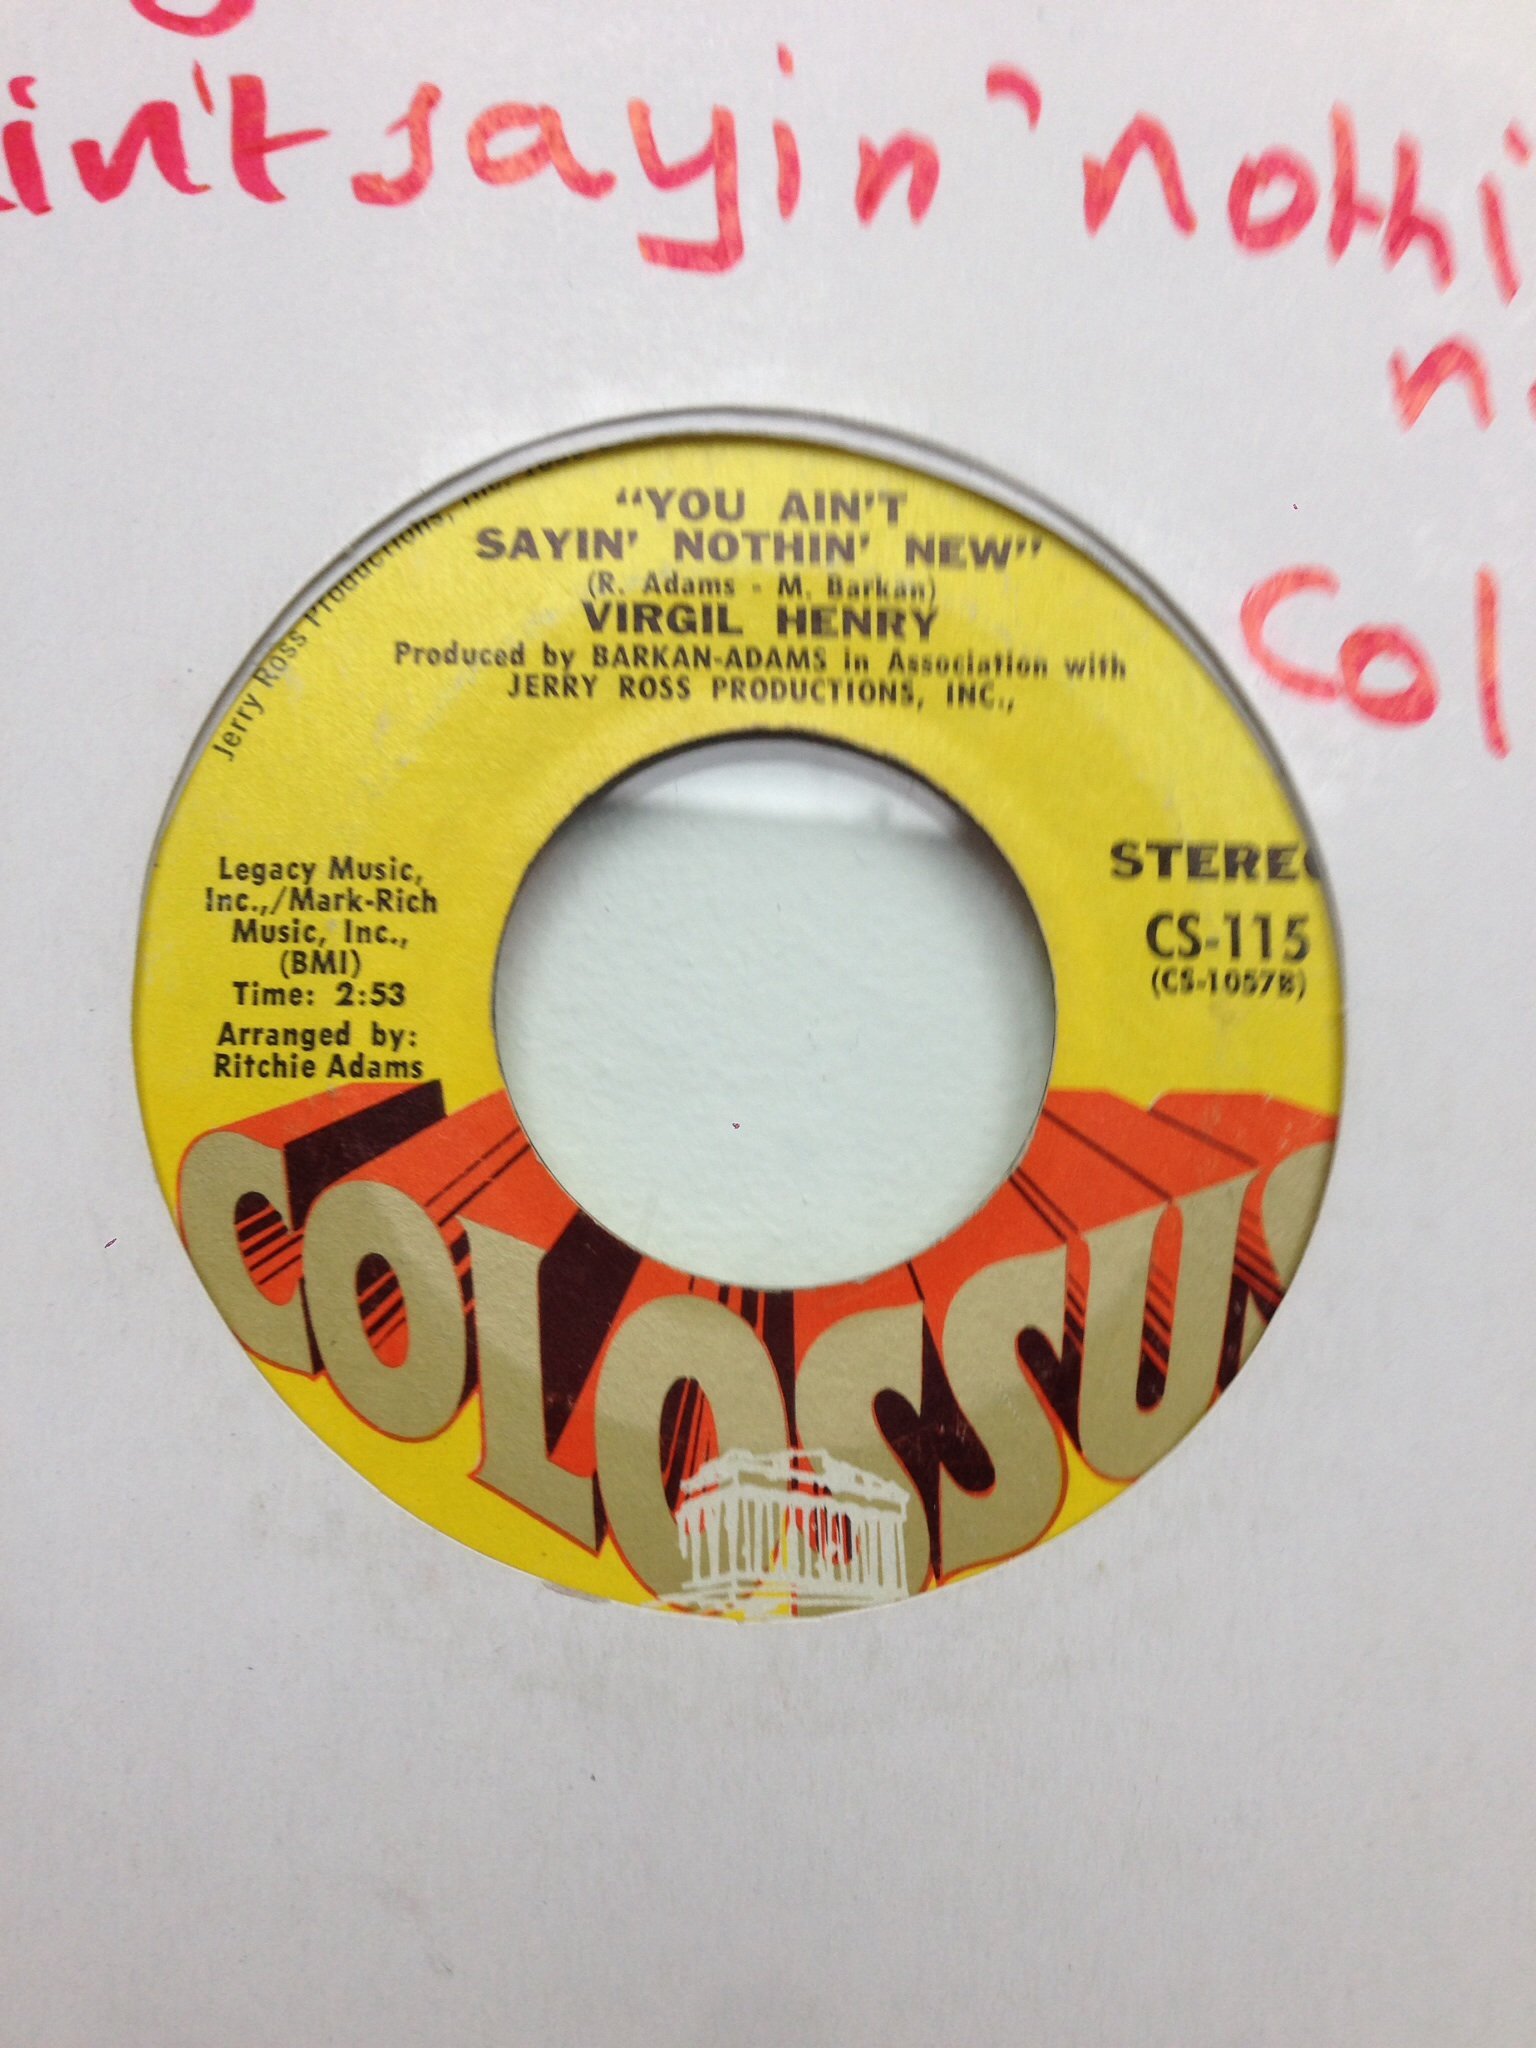 in't sayin' nothi
n
Col
Jerry Ross Productions, Inc.
"YOU AIN'T
SAYIN' NOTHIN' NEW"
(R. Adams - M. Barkan)
VIRGIL HENRY
Produced by BARKAN-ADAMS in Association with
JERRY ROSS PRODUCTIONS, INC.,
Legacy Music,
Inc.,/Mark-Rich
Music, Inc.,
(BMI)
Time: 2:53
Arranged by:
Ritchie Adams
STEREO
CS-115
(CS-1057B)
COLOSSUS